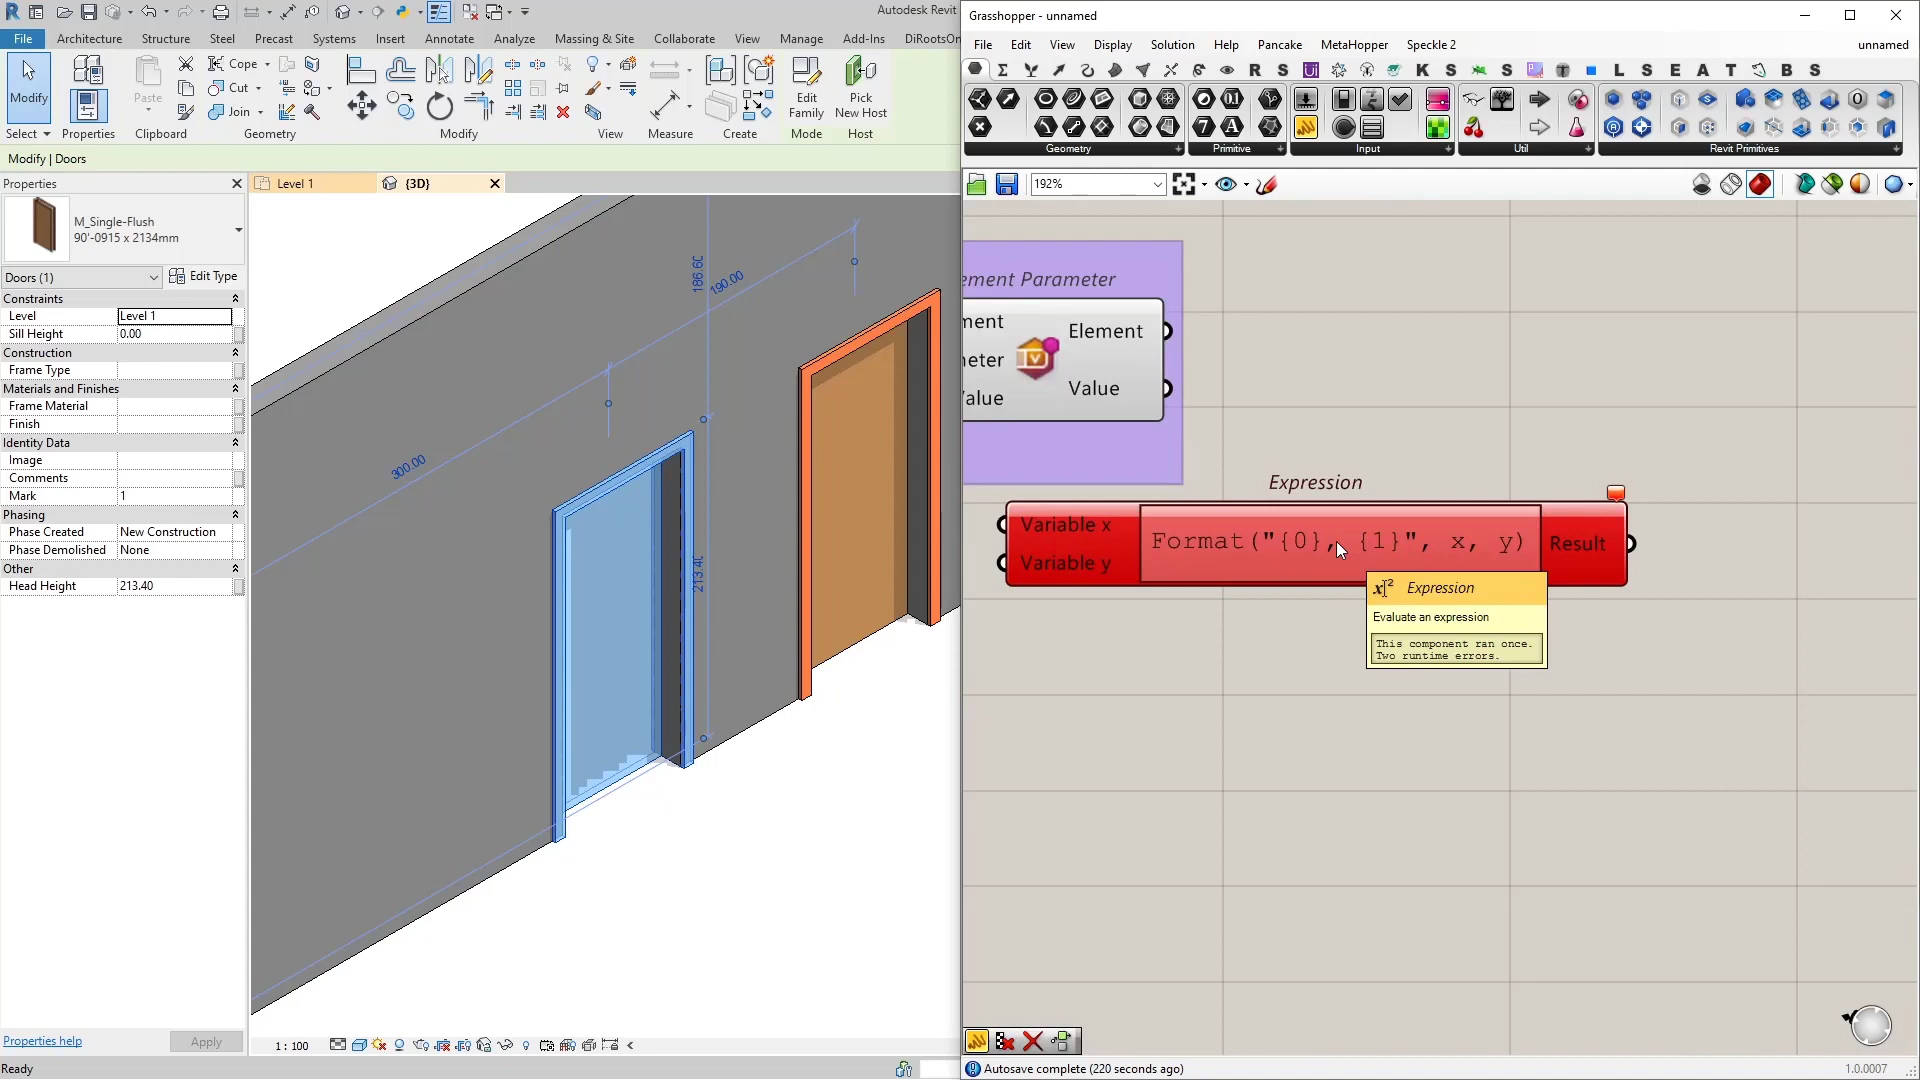 Autodesk Revit
File
Architecture
Structure
Steel
Precast
Systems
Insert
Annotate
Analyze
Massing & Site
Collaborate
View
Manage
Add-Ins
DiRootsOn
Modify
Paste
Cope
Cut
Join
Edit
Family
Pick
New Host
Select
Properties
Clipboard
Geometry
Modify
View
Measure
Create
Mode
Host
Modify | Doors
Properties
M_Single-Flush
90'-0915 x 2134mm
Doors (1)
Edit Type
Constraints
Level
Level 1
Sill Height
0.00
Construction
Frame Type
Materials and Finishes
Frame Material
Finish
Identity Data
Image
Comments
Mark
1
Phasing
Phase Created
New Construction
Phase Demolished
None
Other
Head Height
213.40
Properties help
Apply
Ready
Level 1
{3D}
186.60
190.00
300.00
213.40
1 : 100
Grasshopper - unnamed
File
Edit
View
Display
Solution
Help
Pancake
MetaHopper
Speckle 2
unnamed
R
S
Ui
K
S
S
L
S
E
A
T
B
S
Geometry
Primitive
Input
Util
Revit Primitives
192%
ement Parameter
ment
neter
Value
Element
Value
Expression
Variable x
Variable y
Format("{0}, {1}", x, y)
Result
Expression
Evaluate an expression
This component ran once.
Two runtime errors.
Autosave complete (220 seconds ago)
1.0.0007